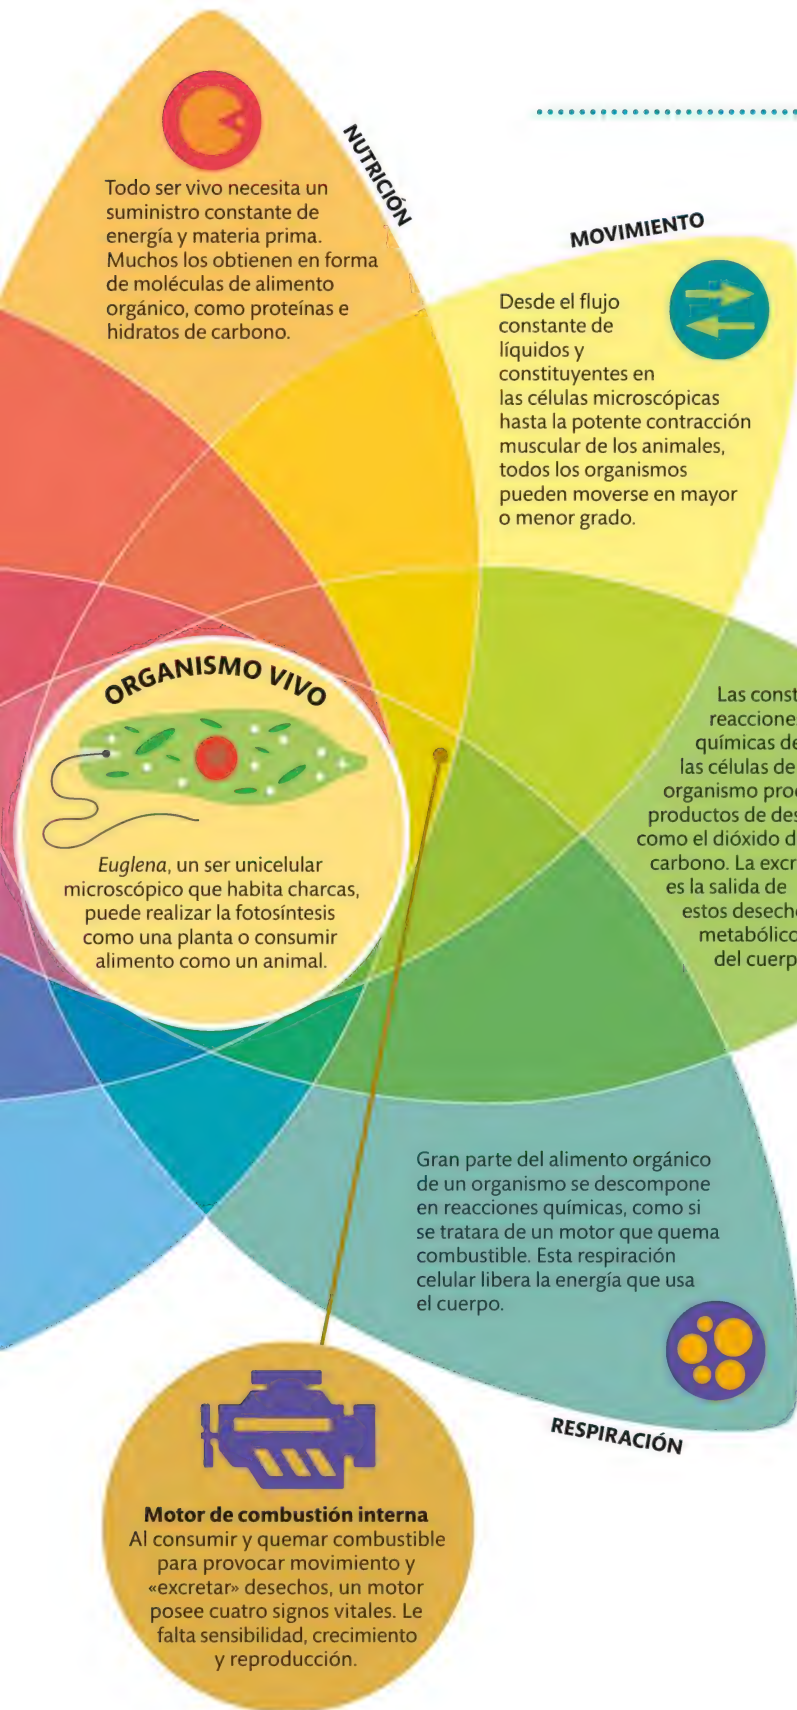 NUTRICIÓN
Todo ser vivo necesita un
suministro constante de
energía y materia prima.
Muchos los obtienen en forma
de moléculas de alimento
orgánico, como proteínas e
hidratos de carbono.
MOVIMIENTO
Desde el flujo
constante de
líquidos y
constituyentes en
las células microscópicas
hasta la potente contracción
muscular de los animales,
todos los organismos
pueden moverse en mayor
o menor grado.
ORGANISMO VIVO
Euglena, un ser unicelular
microscópico que habita charcas,
puede realizar la fotosíntesis
como una planta o consumir
alimento como un animal.
Las
químicas
las células de
organismo
productos de
como el dióxido
carbono. La
es la salida de
estos
del
Gran parte del alimento orgánico
de un organismo se descompone
en reacciones químicas, como si
se tratara de un motor que quema
combustible. Esta respiración
celular libera la energía que usa
el cuerpo.
RESPIRACIÓN
Motor de combustión interna
Al consumir y quemar combustible
para provocar movimiento y
«excretar» desechos, un motor
posee cuatro signos vitales. Le
falta sensibilidad, crecimiento
y reproducción.